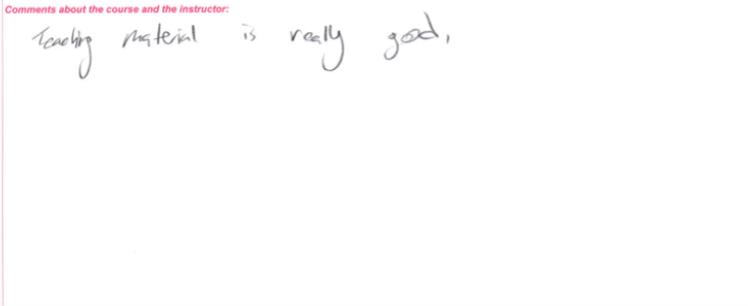 Comments about the course and the instructor:
Teaching material is really good,